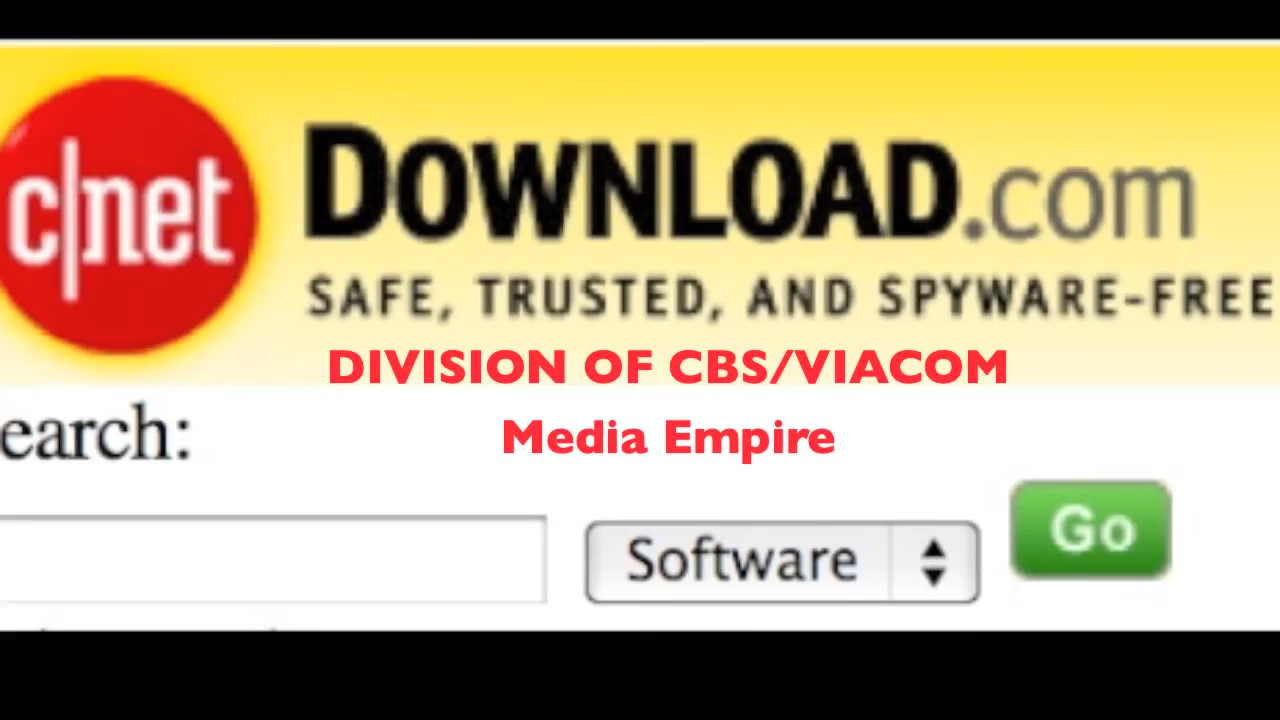 c|net
DOWNLOAD.com
SAFE, TRUSTED, AND SPYWARE-FREE
DIVISION OF CBS/VIACOM
Media Empire
earch:
Software
Go